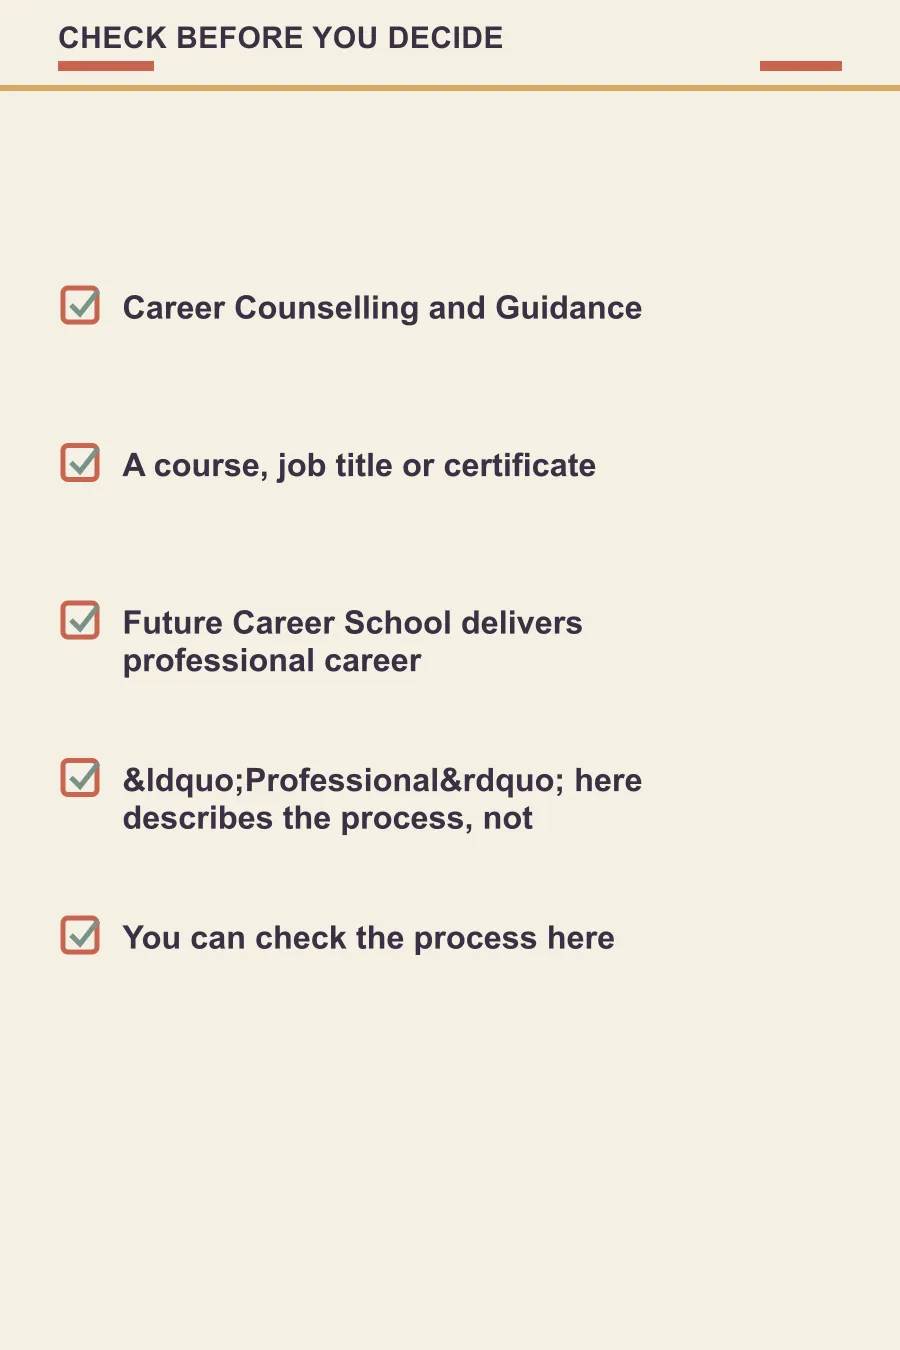 CHECK BEFORE YOU DECIDE
Career Counselling and Guidance
A course, job title or certificate
Future Career School delivers
professional career
&ldquo;Professional&rdquo; here
describes the process, not
You can check the process here